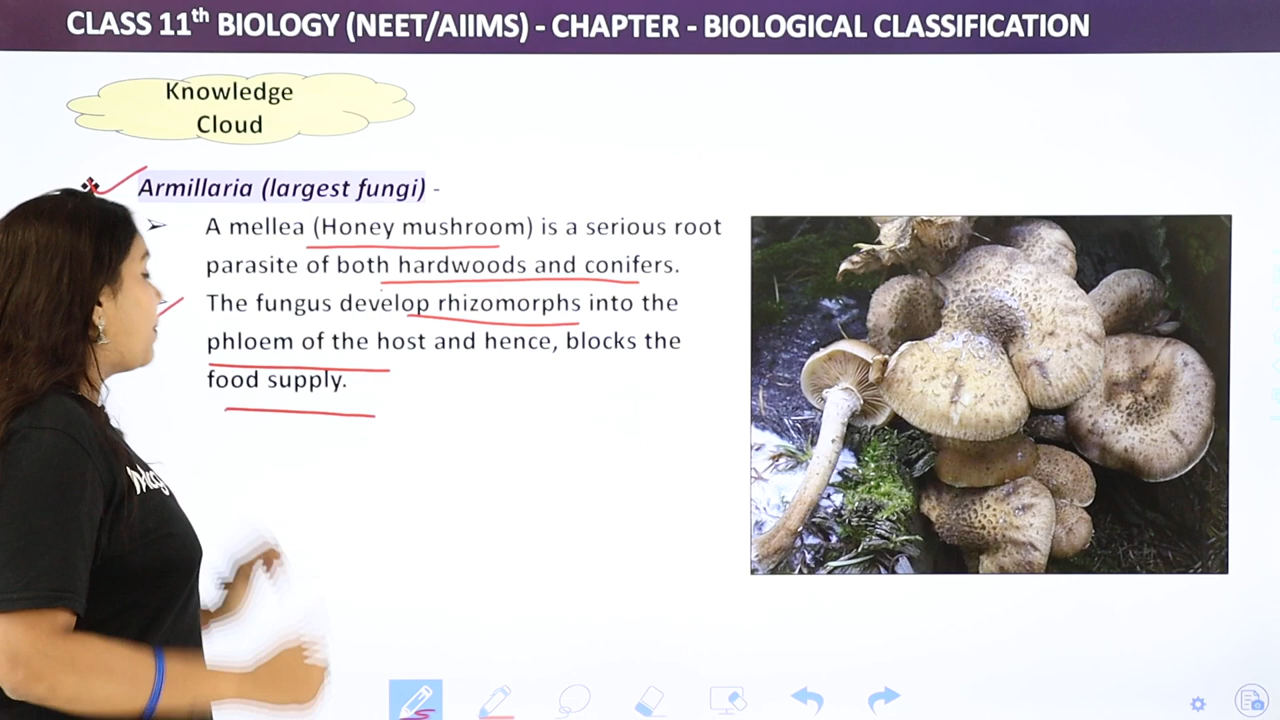 CLASS 11th BIOLOGY (NEET/AIIMS) - CHAPTER - BIOLOGICAL CLASSIFICATION
Knowledge
Cloud
Armillaria (largest fungi) -
A mellea (Honey mushroom) is a serious root
parasite of both hardwoods and conifers.
The fungus develop rhizomorphs into the
phloem of the host and hence, blocks the
food supply.